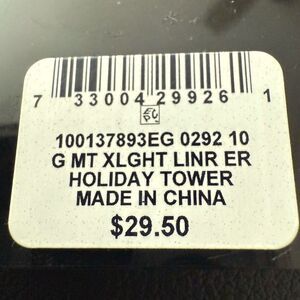 7 33004 29926 1
100137893EG 0292 10
G MT XLGHT LINR ER
HOLIDAY TOWER
MADE IN CHINA
$29.50